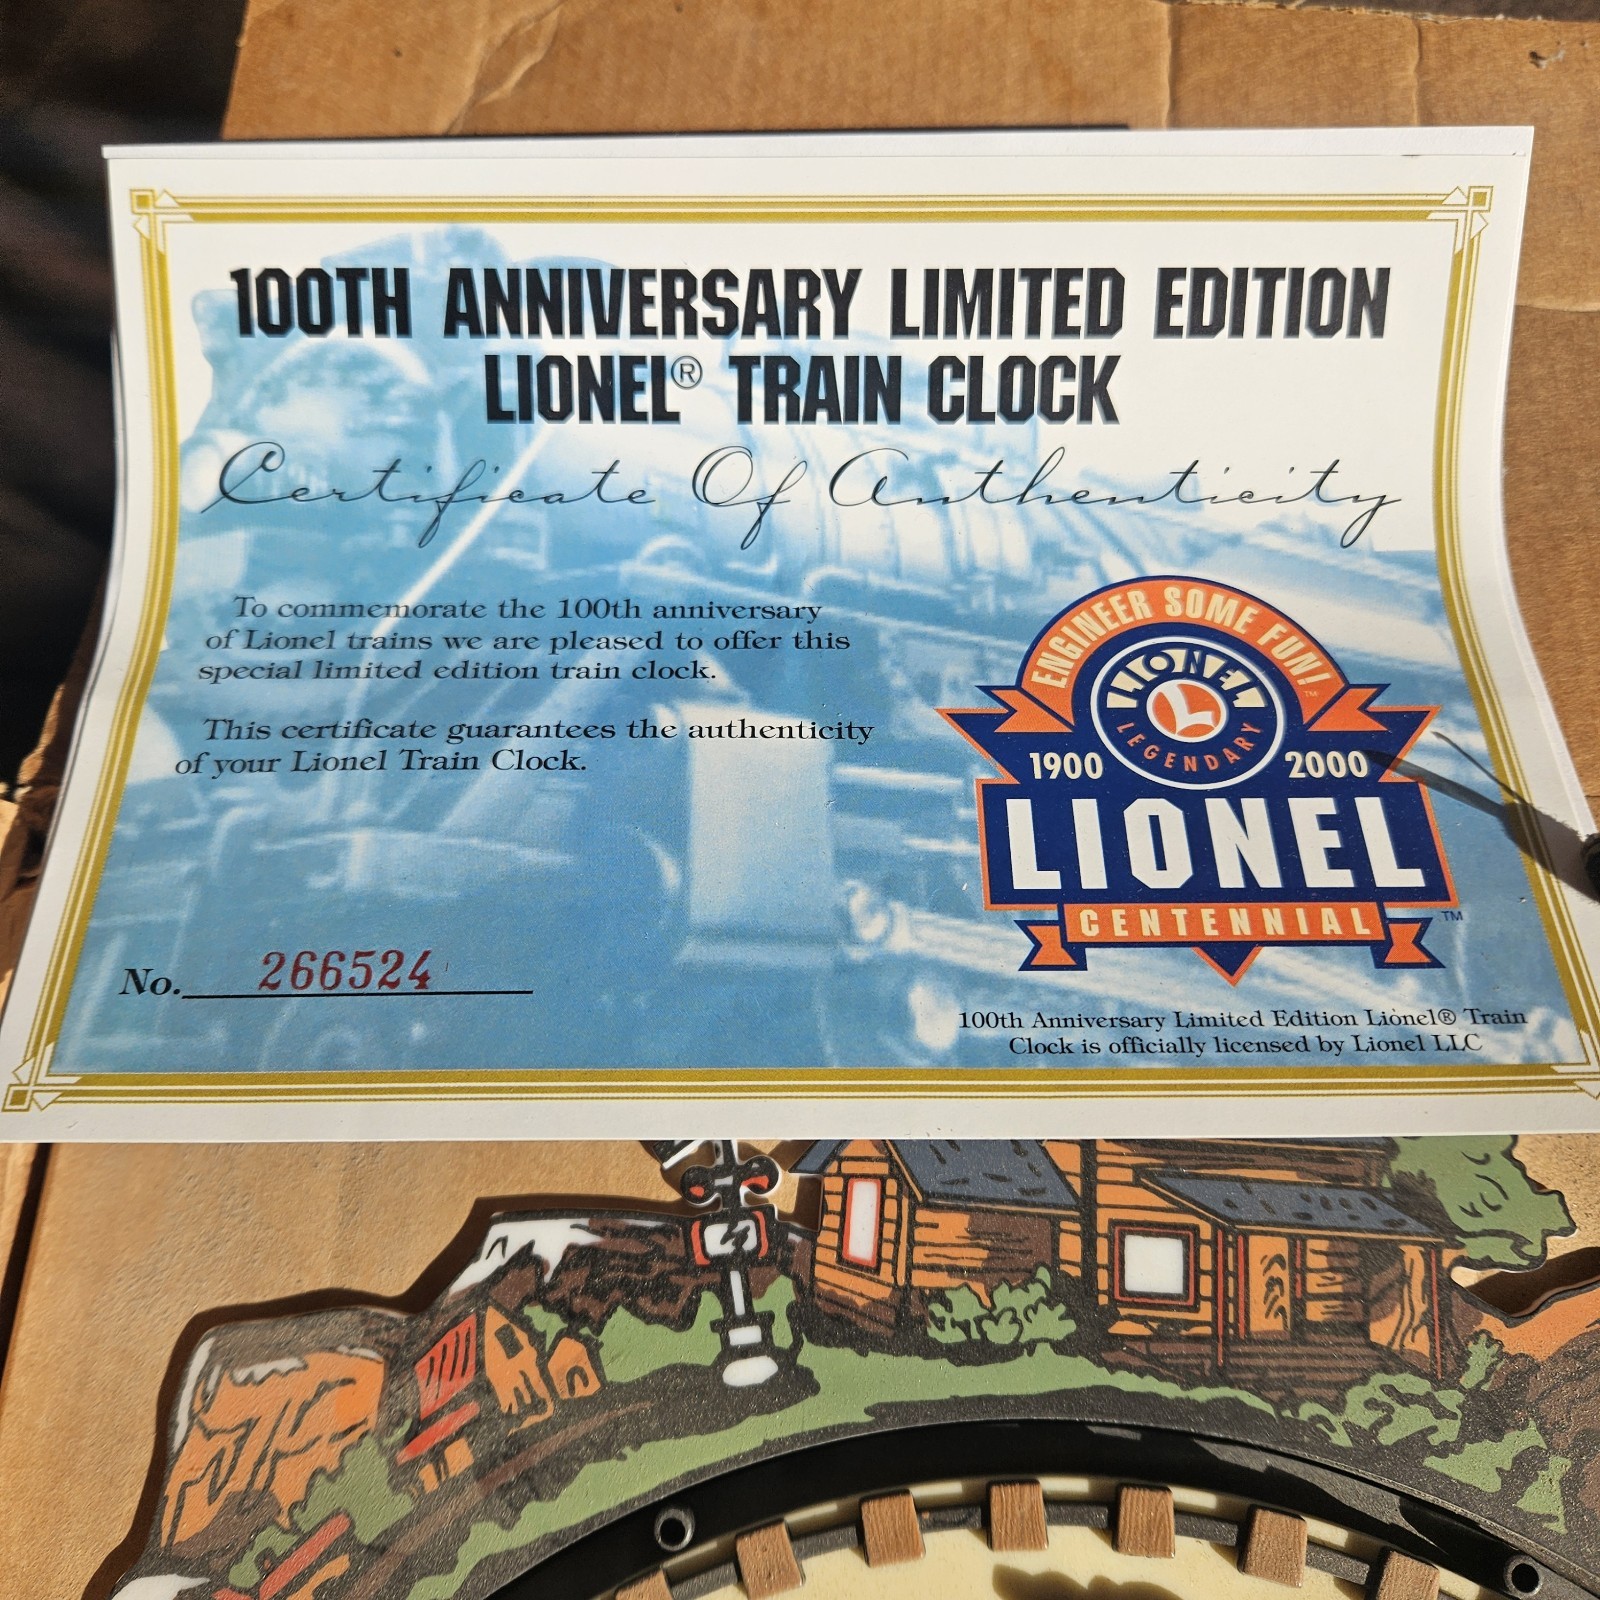 100TH ANNIVERSARY LIMITED EDITION
LIONEL® TRAIN CLOCK
Certificate Of Authenticity
To commemorate the 100th anniversary
of Lionel trains we are pleased to offer this
special limited edition train clock.
This certificate guarantees the authenticity
of your Lionel Train Clock.
ENGINEER SOME FUN!™
LIONEL
L
LEGENDARY
1900 2000
LIONEL
CENTENNIAL™
No. 266524
100th Anniversary Limited Edition Lionel® Train
Clock is officially licensed by Lionel LLC